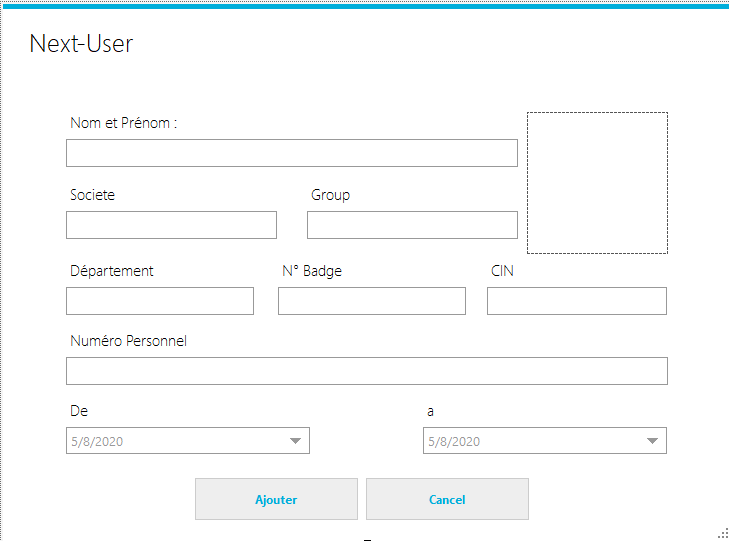 Next-User
Nom et Prénom :
Societe
Group
Département
N° Badge
CIN
Numéro Personnel
De
a
5/8/2020
5/8/2020
Ajouter
Cancel